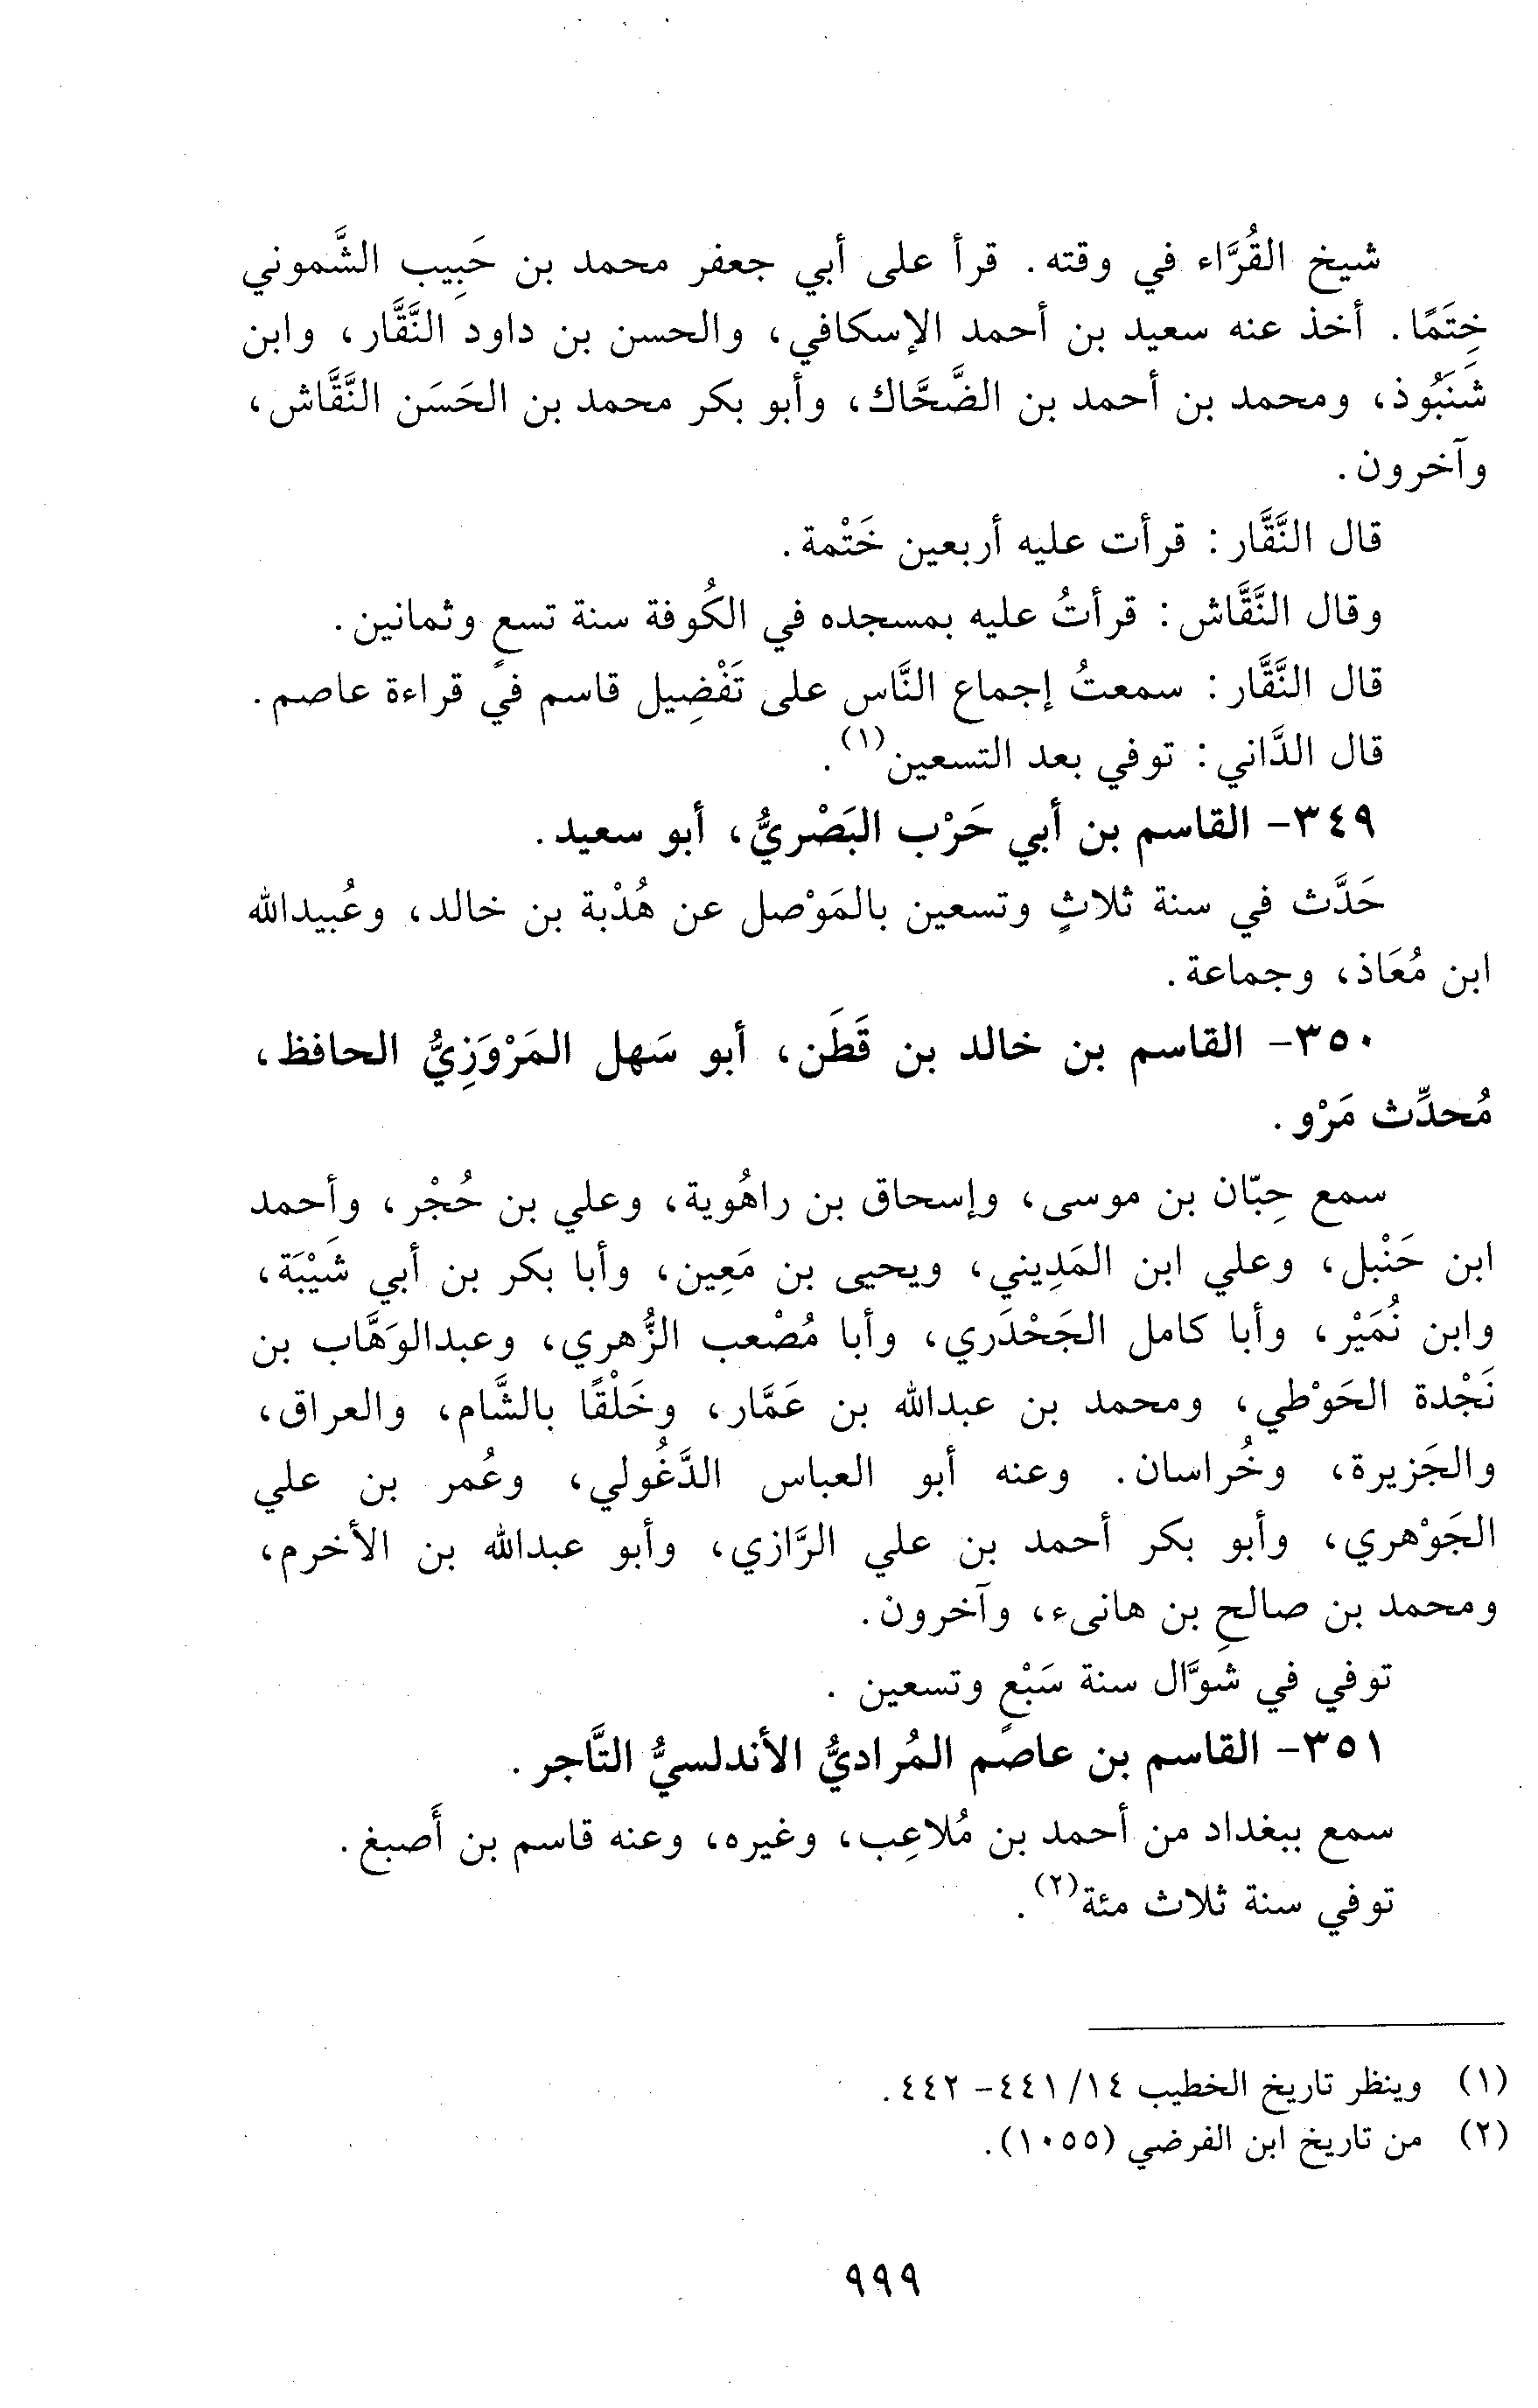 شيخ القُرَّاء في وقته. قرأ على أبي جعفر محمد بن حَبِيب الشَّموني
خِتَمًا. أخذ عنه سعيد بن أحمد الإسكافي، والحسن بن داود النَّقَّار، وابن
شَنَبُوذ، ومحمد بن أحمد بن الضَّحَّاك، وأبو بكر محمد بن الحَسَن النَّقَّاش،
وآخرون.
قال النَّقَّار: قرأت عليه أربعين خَتْمة.
وقال النَّقَّاش: قرأتُ عليه بمسجده في الكُوفة سنة تسعٍ وثمانين.
قال النَّقَّار: سمعتُ إجماع النَّاس على تَفْضِيل قاسم في قراءة عاصم.
قال الدَّاني: توفي بعد التسعين(١).
٣٤٩- القاسم بن أبي حَرْب البَصْريُّ، أبو سعيد.
حَدَّث في سنة ثلاثٍ وتسعين بالمَوْصل عن هُدْبة بن خالد، وعُبيدالله
ابن مُعَاذ، وجماعة.
٣٥٠- القاسم بن خالد بن قَطَن، أبو سَهل المَرْوَزِيُّ الحافظ،
مُحدِّث مَرْو.
سمع حِبّان بن موسى، وإسحاق بن راهُوية، وعلي بن حُجْر، وأحمد
ابن حَنْبل، وعلي ابن المَدِيني، ويحيى بن مَعِين، وأبا بكر بن أبي شَيْبَة،
وابن نُمَيْر، وأبا كامل الجَحْدَري، وأبا مُصْعب الزُّهري، وعبدالوَهَّاب بن
نَجْدة الحَوْطي، ومحمد بن عبدالله بن عَمَّار، وخَلْقًا بالشَّام، والعراق،
والجَزيرة، وخُراسان. وعنه أبو العباس الدَّغُولي، وعُمر بن علي
الجَوْهري، وأبو بكر أحمد بن علي الرَّازي، وأبو عبدالله بن الأخرم،
ومحمد بن صالح بن هانىء، وآخرون.
توفي في شوَّال سنة سَبْعٍ وتسعين .
٣٥١- القاسم بن عاصم المُراديُّ الأندلسيُّ التَّاجر.
سمع ببغداد من أحمد بن مُلاعِب، وغيره، وعنه قاسم بن أَصبغ.
توفي سنة ثلاث مئة(٢).
(١) وينظر تاريخ الخطيب ١٤/ ٤٤١- ٤٤٢.
(٢) من تاريخ ابن الفرضي (١٠٥٥).
٩٩٩